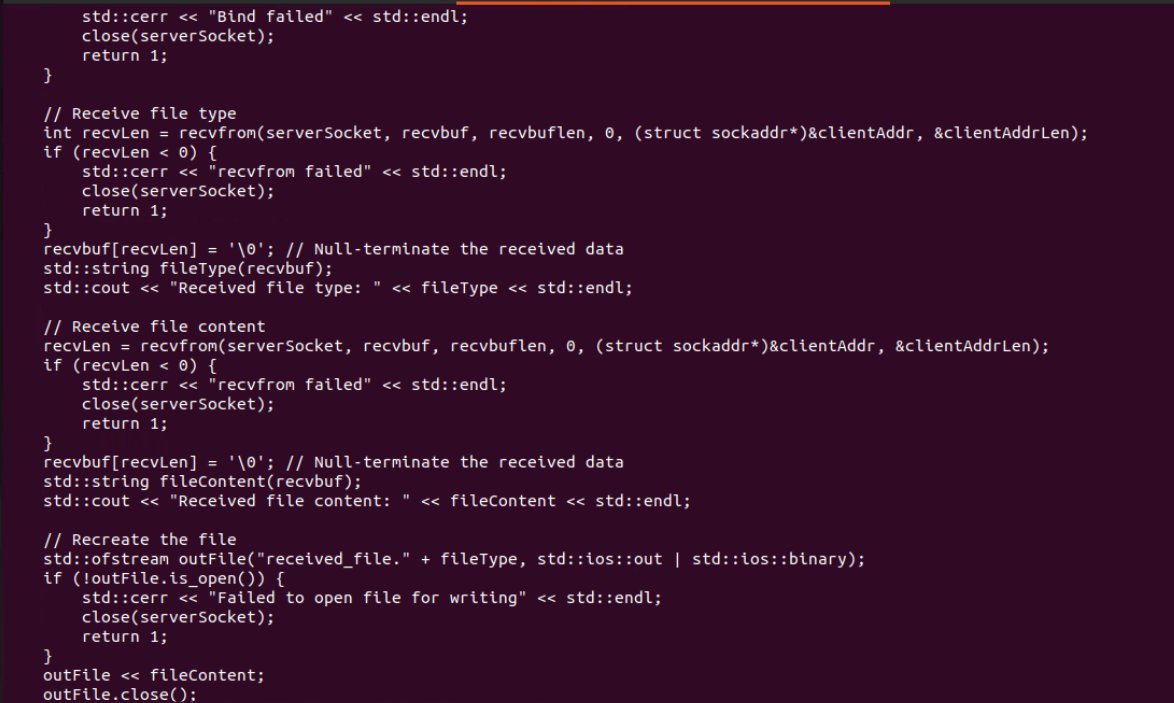 std::cerr << "Bind failed" << std::endl;
close(serverSocket);
return 1;
}
// Receive file type
int recvLen = recvfrom(serverSocket, recvbuf, recvbuflen, 0, (struct sockaddr*)&clientAddr, &clientAddrLen);
if (recvLen < 0) {
std::cerr << "recvfrom failed" << std::endl;
close(serverSocket);
return 1;
}
recvbuf[recvLen] = '\0'; // Null-terminate the received data
std::string fileType(recvbuf);
std::cout << "Received file type: " << fileType << std::endl;
// Receive file content
recvLen = recvfrom(serverSocket, recvbuf, recvbuflen, 0, (struct sockaddr*)&clientAddr, &clientAddrLen);
if (recvLen < 0) {
std::cerr << "recvfrom failed" << std::endl;
close(serverSocket);
return 1;
}
recvbuf[recvLen] = '\0'; // Null-terminate the received data
std::string fileContent(recvbuf);
std::cout << "Received file content: " << fileContent << std::endl;
// Recreate the file
std::ofstream outFile("received_file." + fileType, std::ios::out | std::ios::binary);
if (!outFile.is_open()) {
std::cerr << "Failed to open file for writing" << std::endl;
close(serverSocket);
return 1;
}
outFile << fileContent;
outFile.close();